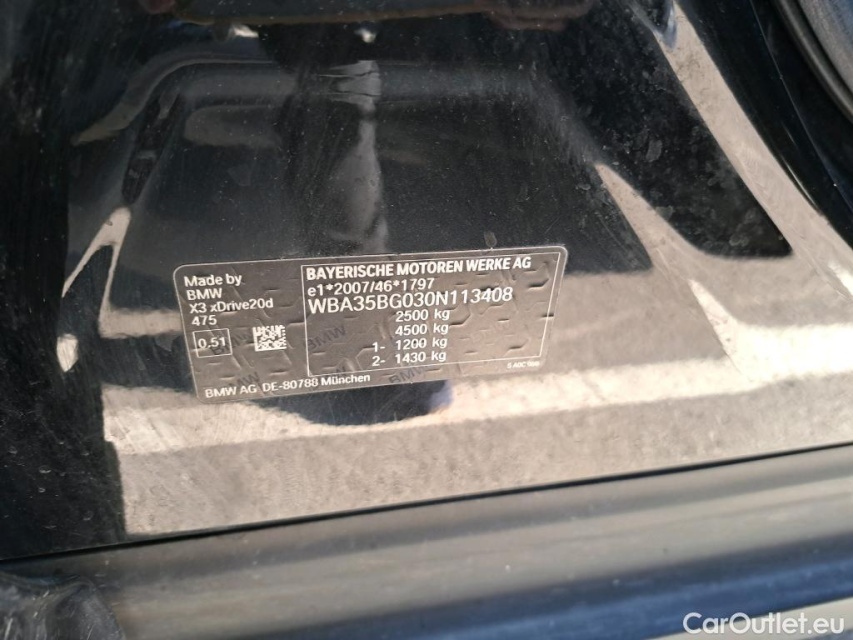 Made by
BMW
X3 xDrive20d
475
0.51
BAYERISCHE MOTOREN WERKE AG
e1*2007/46*1797
WBA35BG030N113408
2500 kg
4500 kg
1- 1200 kg
2- 1430 kg
BMW AG DE-80788 München
CarOutlet.eu